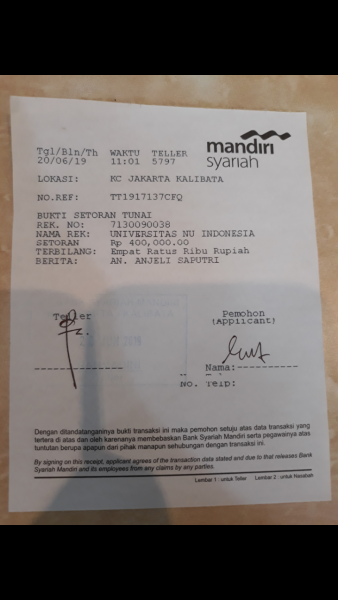 mandiri
syariah
Tgl/Bln/Th WAKTU TELLER
20/06/19 11:01 5797
LOKASI: KC JAKARTA KALIBATA
NO.REF: TT1917137CFQ
BUKTI SETORAN TUNAI
REK. NO: 7130090038
NAMA REK: UNIVERSITAS NU INDONESIA
SETORAN Rp 400,000.00
TERBILANG: Empat Ratus Ribu Rupiah
BERITA: AN. ANJELI SAPUTRI
Teller Pemohon
(Applicant)
Nama:
No. Telp:
Dengan ditandatanganinya bukti transaksi ini maka pemohon setuju atas data transaksi yang
tertera di atas dan oleh karenanya membebaskan Bank Syariah Mandiri serta pegawainya atas
tuntutan berupa apapun dari pihak manapun sehubungan dengan transaksi ini.
By signing on this receipt, applicant agrees of the transaction data stated and due to that releases (Bank
Syariah Mandiri and its employees from any claims by any parties.
Lembar 1 : untuk Teller Lembar 2 : untuk Nasabah